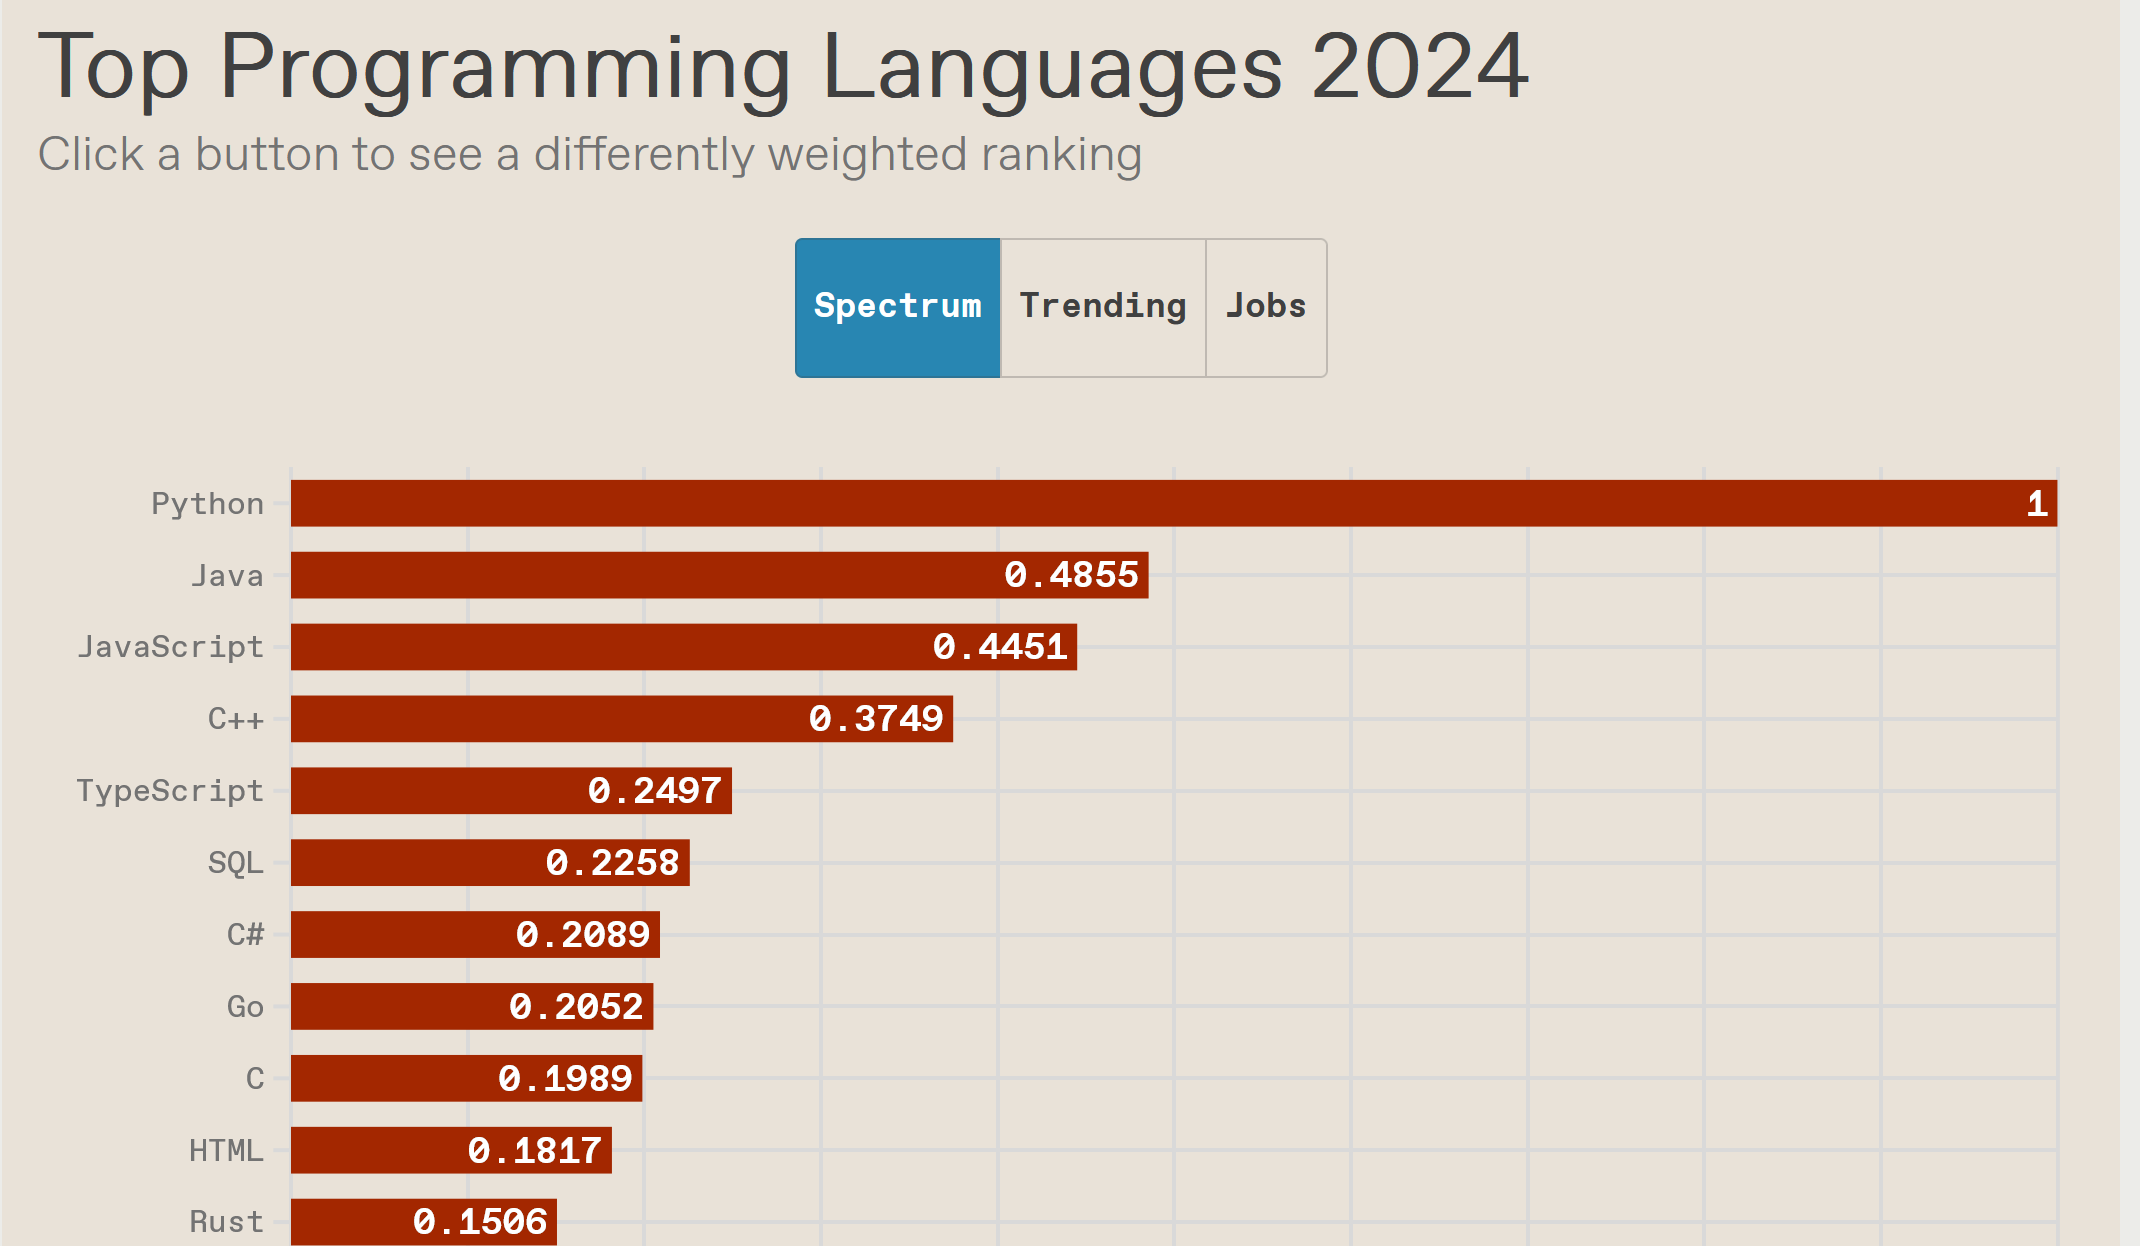 Top Programming Languages 2024
Click a button to see a differently weighted ranking
Spectrum Trending Jobs
Python 1
Java 0.4855
JavaScript 0.4451
C++ 0.3749
TypeScript 0.2497
SQL 0.2258
C# 0.2089
Go 0.2052
C 0.1989
HTML 0.1817
Rust 0.1506